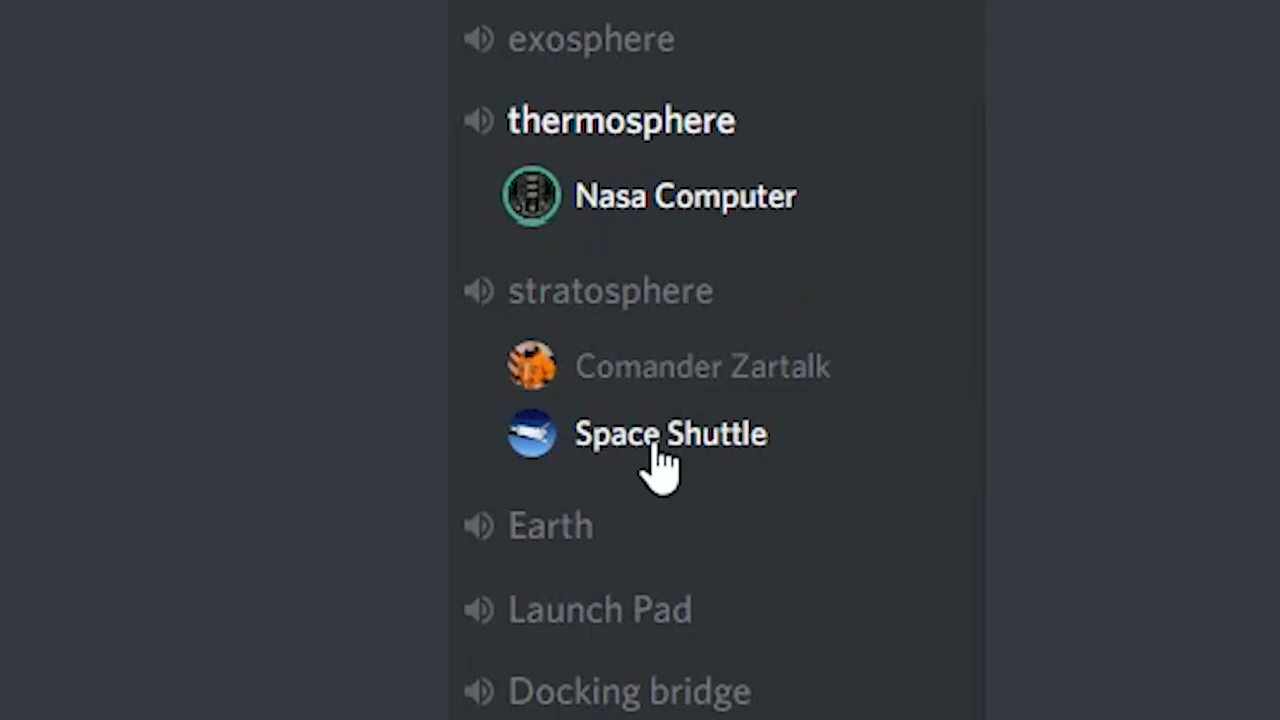 exosphere
thermosphere
Nasa Computer
stratosphere
Comander Zartalk
Space Shuttle
Earth
Launch Pad
Docking bridge